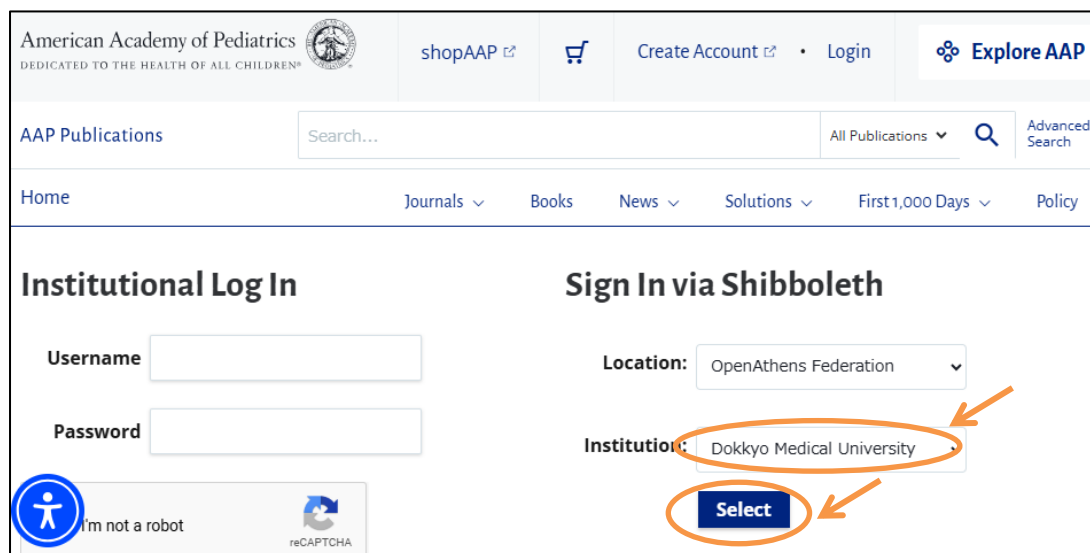 American Academy of Pediatrics
DEDICATED TO THE HEALTH OF ALL CHILDREN®
shopAAP
Create Account • Login
Explore AAP
AAP Publications
Search...
All Publications
Advanced
Search
Home
Journals
Books
News
Solutions
First 1,000 Days
Policy
Institutional Log In
Username
Password
I'm not a robot
reCAPTCHA
Sign In via Shibboleth
Location: OpenAthens Federation
Institution: Dokkyo Medical University
Select